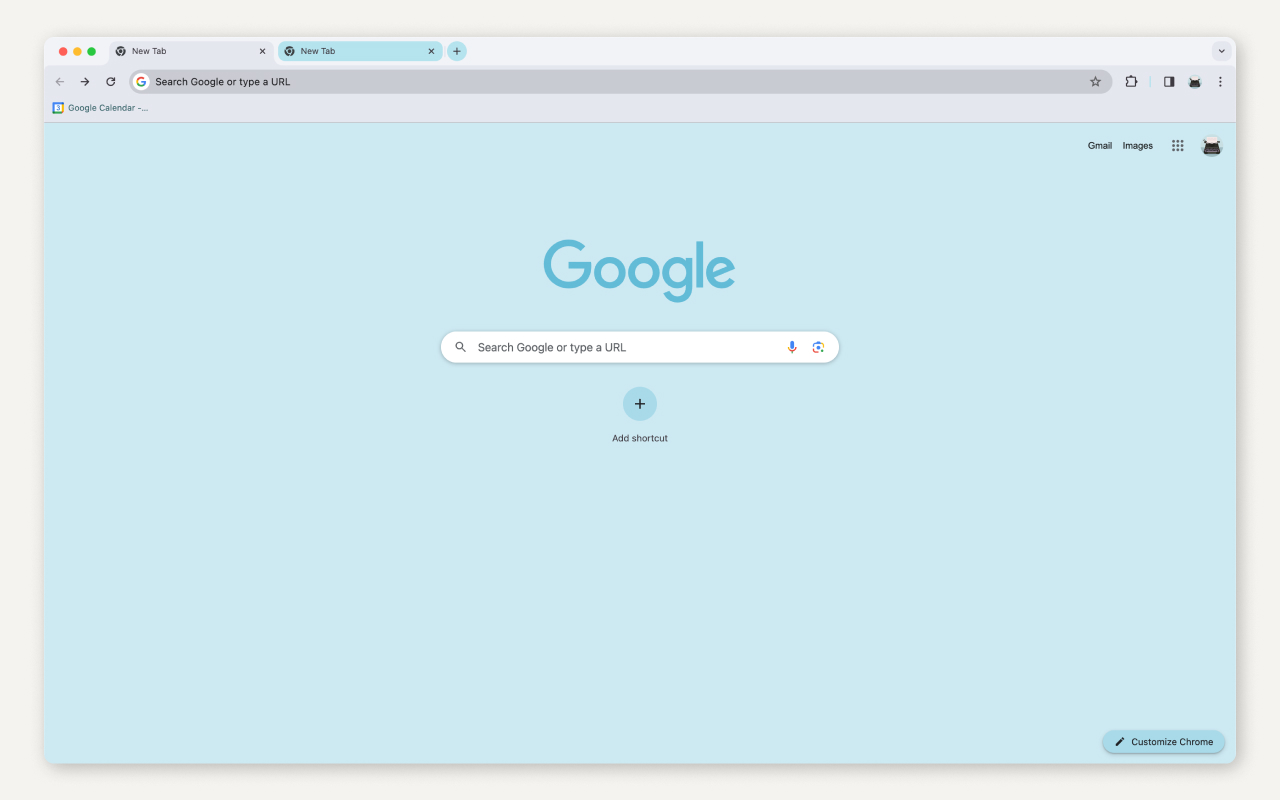 New Tab
New Tab
Search Google or type a URL
Google Calendar -...
Gmail Images
Google
Search Google or type a URL
Add shortcut
Customize Chrome